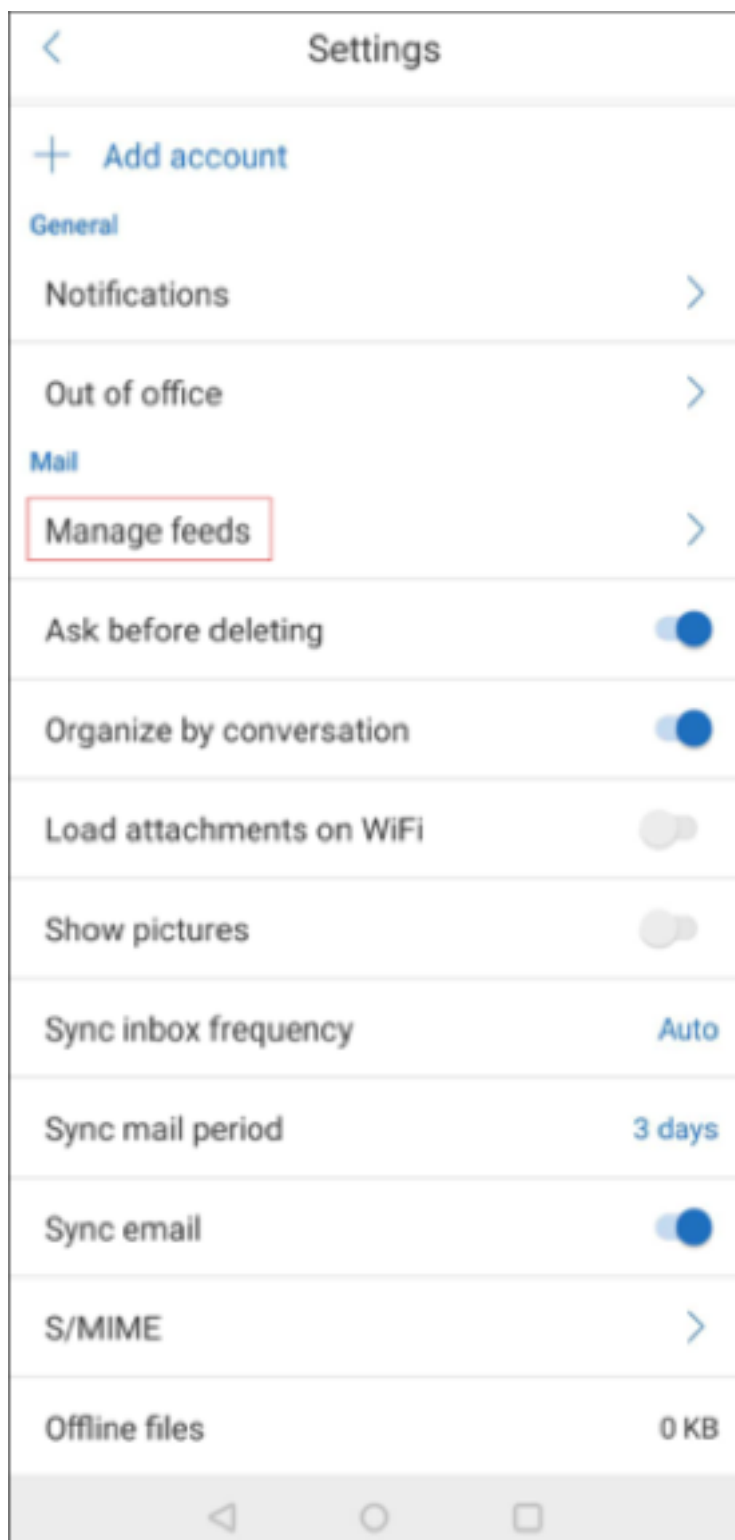 Settings
Add account
General
Notifications
Out of office
Mail
Manage feeds
Ask before deleting
Organize by conversation
Load attachments on WiFi
Show pictures
Sync inbox frequency Auto
Sync mail period 3 days
Sync email
S/MIME
Offline files 0 KB